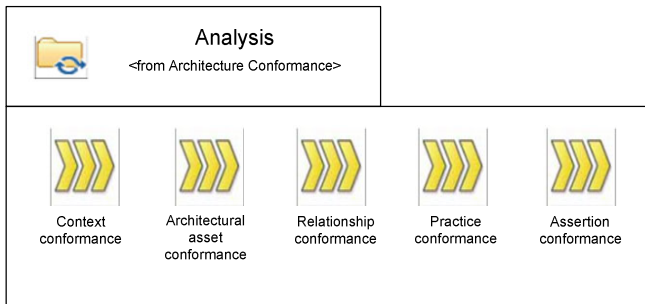 Analysis
<from Architecture Conformance>
Context
conformance
Architectural
asset
conformance
Relationship
conformance
Practice
conformance
Assertion
conformance